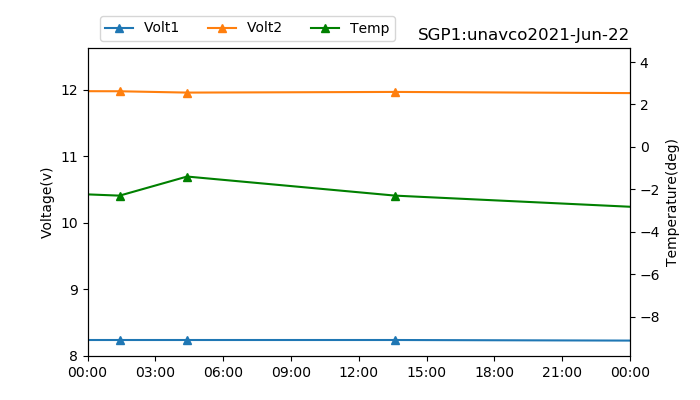 Volt1 Volt2 Temp
SGP1:unavco2021-Jun-22
Voltage(v)
12
11
10
9
8
4
2
0
−2
−4
−6
−8
Temperature(deg)
00:00 03:00 06:00 09:00 12:00 15:00 18:00 21:00 00:00